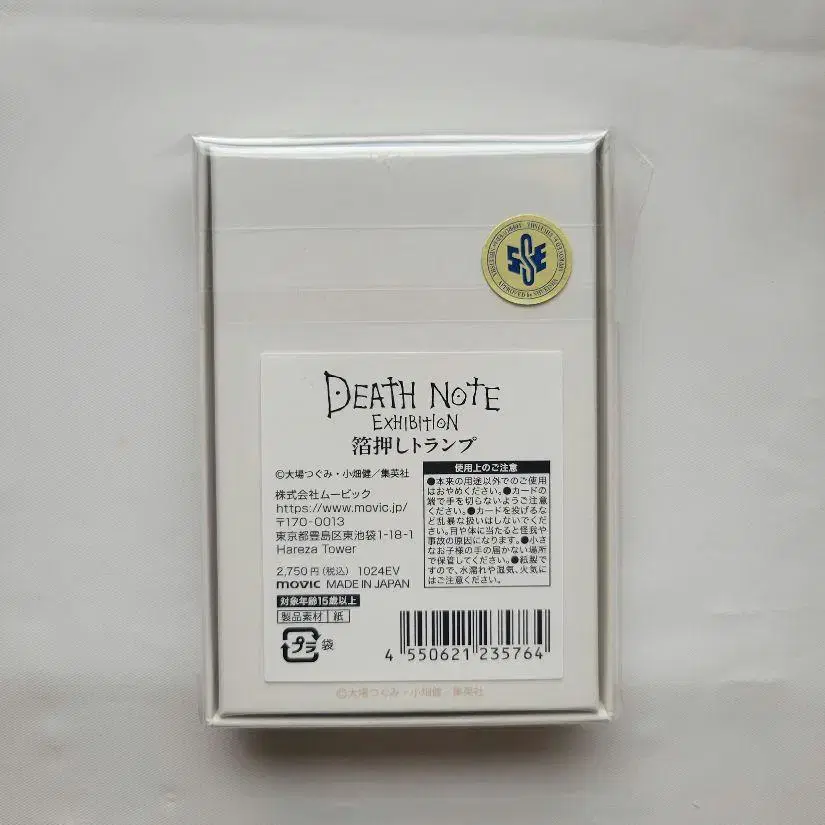 SSE
APPROVED by SHUEISHA
DEATH NOTE
EXHIBITION
箔押しトランプ
©大場つぐみ・小畑健／集英社
株式会社ムービック
https://www.movic.jp/
〒170-0013
東京都豊島区東池袋1-18-1
Hareza Tower
2,750円(税込) 1024EV
movic MADE IN JAPAN
対象年齢15歳以上
製品素材 紙
プラ 袋
使用上のご注意
●本来の用途以外でのご使用
はおやめください。●カードの
端で手を切らないようご注意
ください。●カードを投げるな
ど乱暴な扱いはしないでくだ
さい。目や体に当たると怪我や
事故の原因になります。●小さ
なお子様の手の届かない場所
で保管してください。●紙製
ですので、水濡れや湿気、火気に
はご注意ください。
4 550621 235764
©大場つぐみ・小畑健／集英社